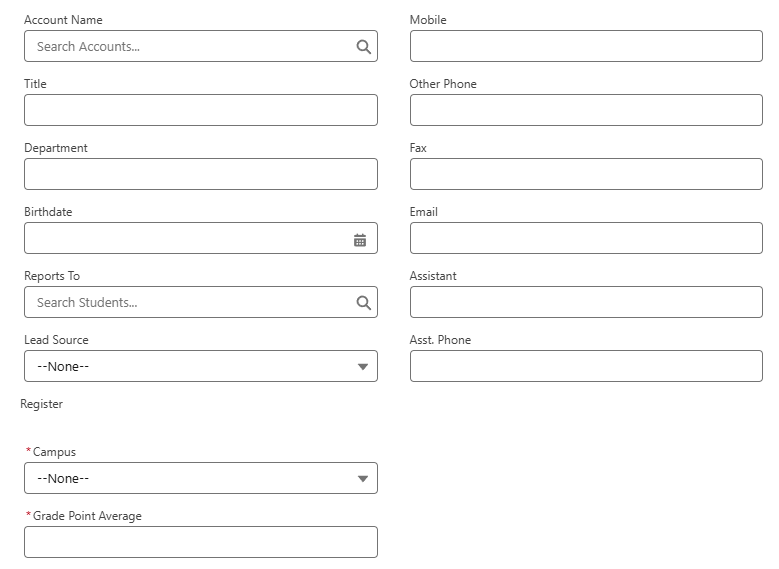 Account Name
Search Accounts...
Title
Department
Birthdate
Reports To
Search Students...
Lead Source
--None--
Register
*Campus
--None--
*Grade Point Average
Mobile
Other Phone
Fax
Email
Assistant
Asst. Phone